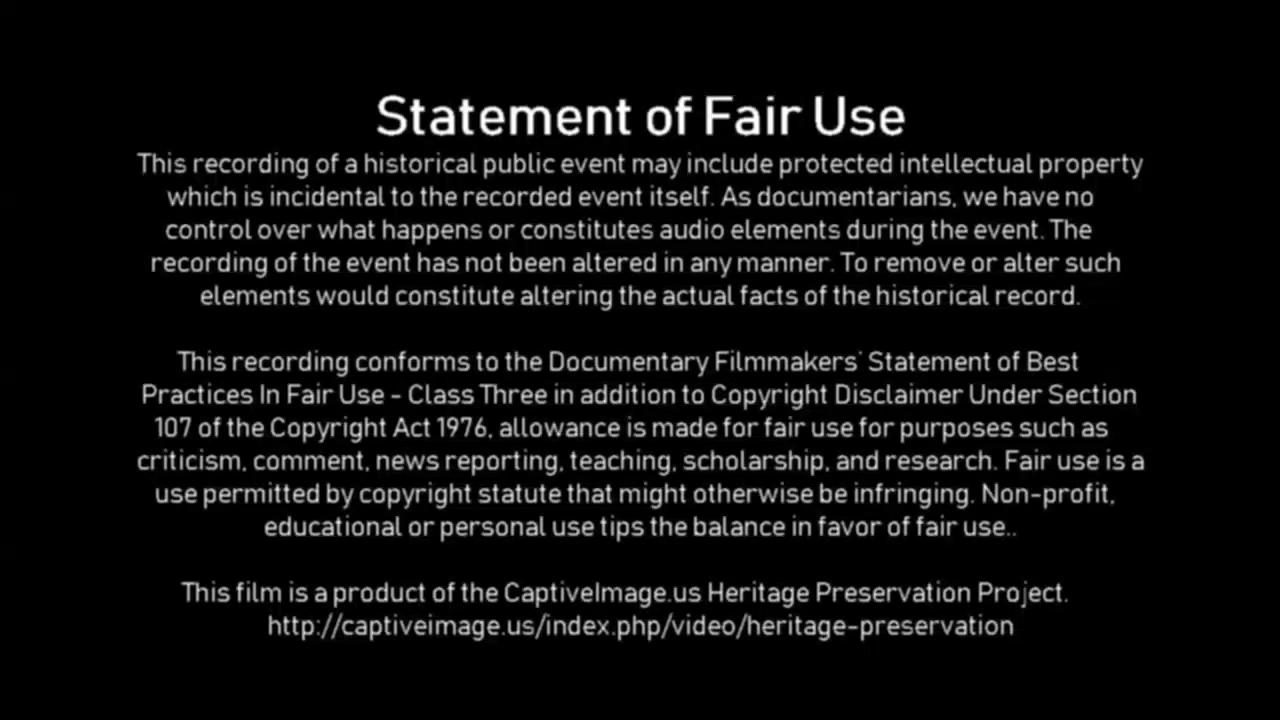 Statement of Fair Use
This recording of a historical public event may include protected intellectual property
which is incidental to the recorded event itself. As documentarians, we have no
control over what happens or constitutes audio elements during the event. The
recording of the event has not been altered in any manner. To remove or alter such
elements would constitute altering the actual facts of the historical record.
This recording conforms to the Documentary Filmmakers' Statement of Best
Practices In Fair Use - Class Three in addition to Copyright Disclaimer Under Section
107 of the Copyright Act 1976, allowance is made for fair use for purposes such as
criticism, comment, news reporting, teaching, scholarship, and research. Fair use is a
use permitted by copyright statute that might otherwise be infringing. Non-profit,
educational or personal use tips the balance in favor of fair use..
This film is a product of the CaptiveImage.us Heritage Preservation Project.
http://captiveimage.us/index.php/video/heritage-preservation